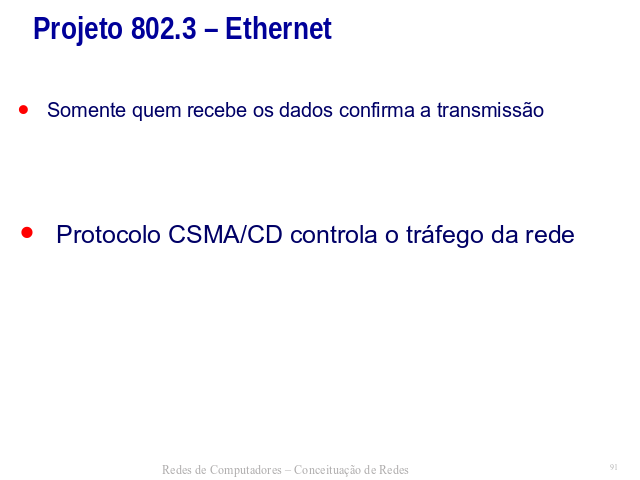 Projeto 802.3 – Ethernet
Somente quem recebe os dados confirma a transmissão
Protocolo CSMA/CD controla o tráfego da rede
Redes de Computadores – Conceituação de Redes
91